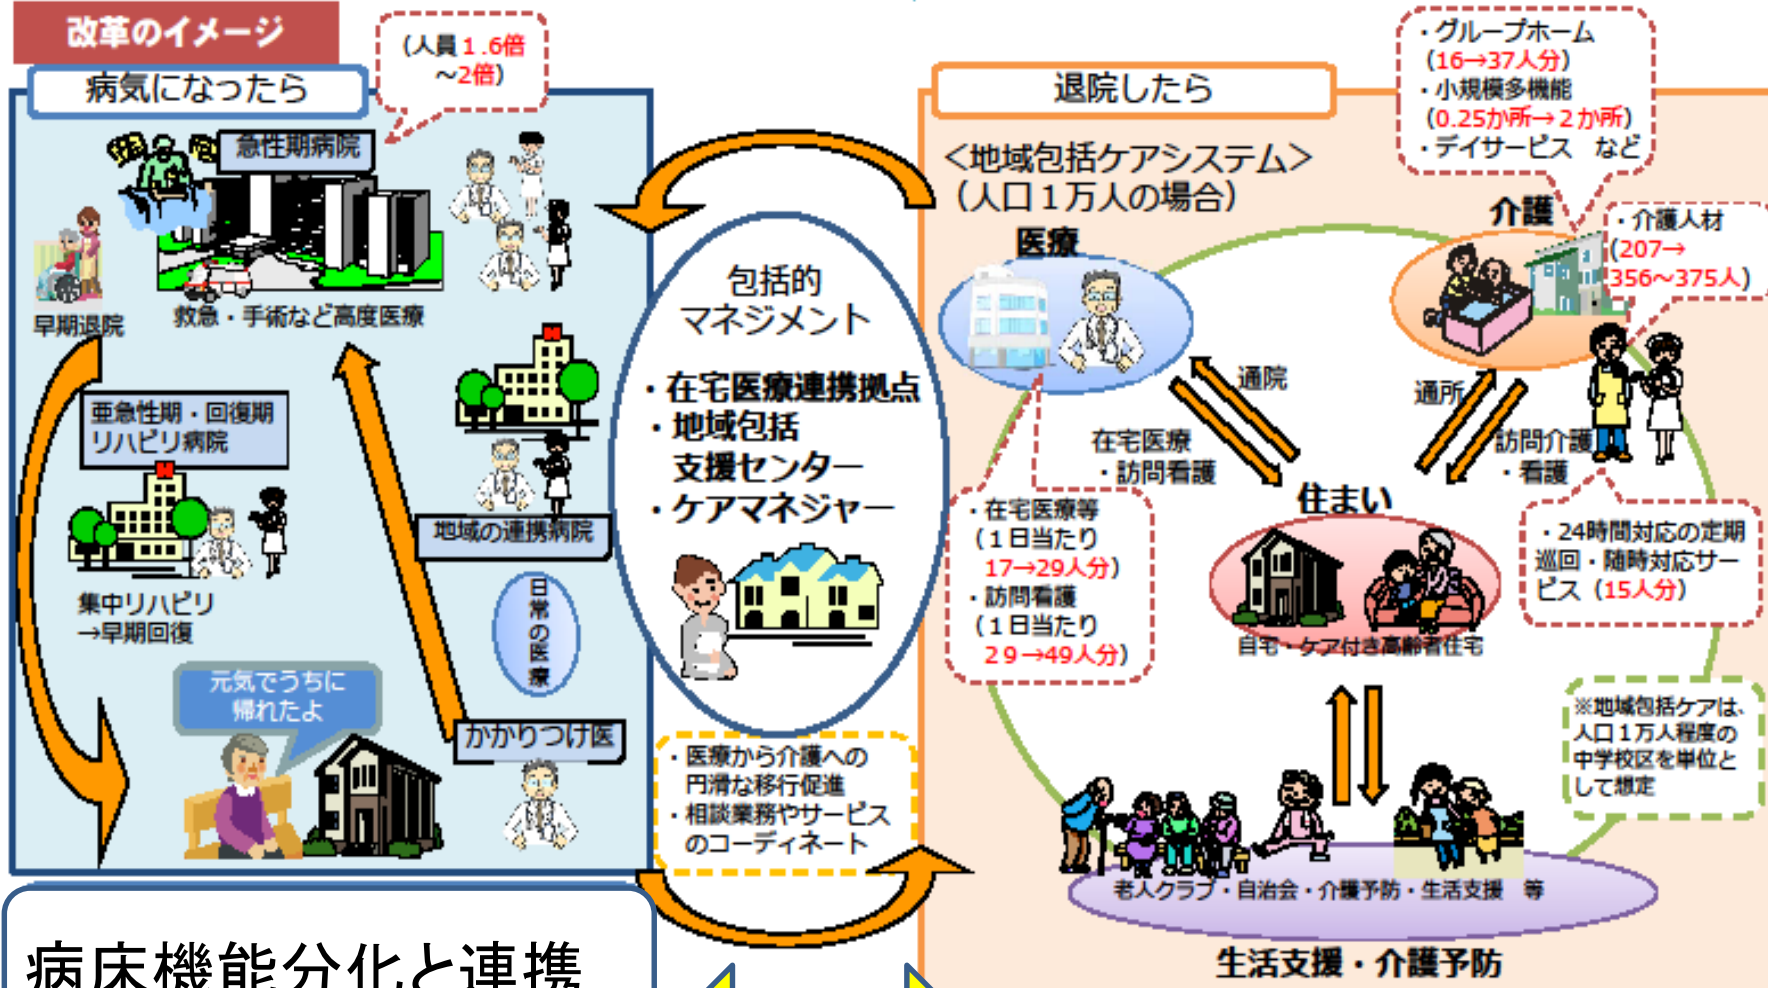 改革のイメージ
(人員1.6倍
～2倍)
病気になったら
急性期病院
早期退院
救急・手術など高度医療
亜急性期・回復期
リハビリ病院
集中リハビリ
→早期回復
地域の連携病院
日常の医療
元気でうちに
帰れたよ
かかりつけ医
病床機能分化と連携
包括的
マネジメント
・在宅医療連携拠点
・地域包括
支援センター
・ケアマネジャー
・医療から介護への
円滑な移行促進
・相談業務やサービス
のコーディネート
退院したら
＜地域包括ケアシステム＞
(人口1万人の場合)
・グループホーム
(16→37人分)
・小規模多機能
(0.25か所→2か所)
・デイサービス など
医療
介護
・介護人材
(207→
356～375人)
通院
在宅医療
・訪問看護
通所
訪問介護
・看護
・在宅医療等
(1日当たり
17→29人分)
・訪問看護
(1日当たり
29→49人分)
住まい
自宅・ケア付き高齢者住宅
・24時間対応の定期
巡回・随時対応サー
ビス(15人分)
※地域包括ケアは、
人口1万人程度の
中学校区を単位と
して想定
老人クラブ・自治会・介護予防・生活支援 等
生活支援・介護予防